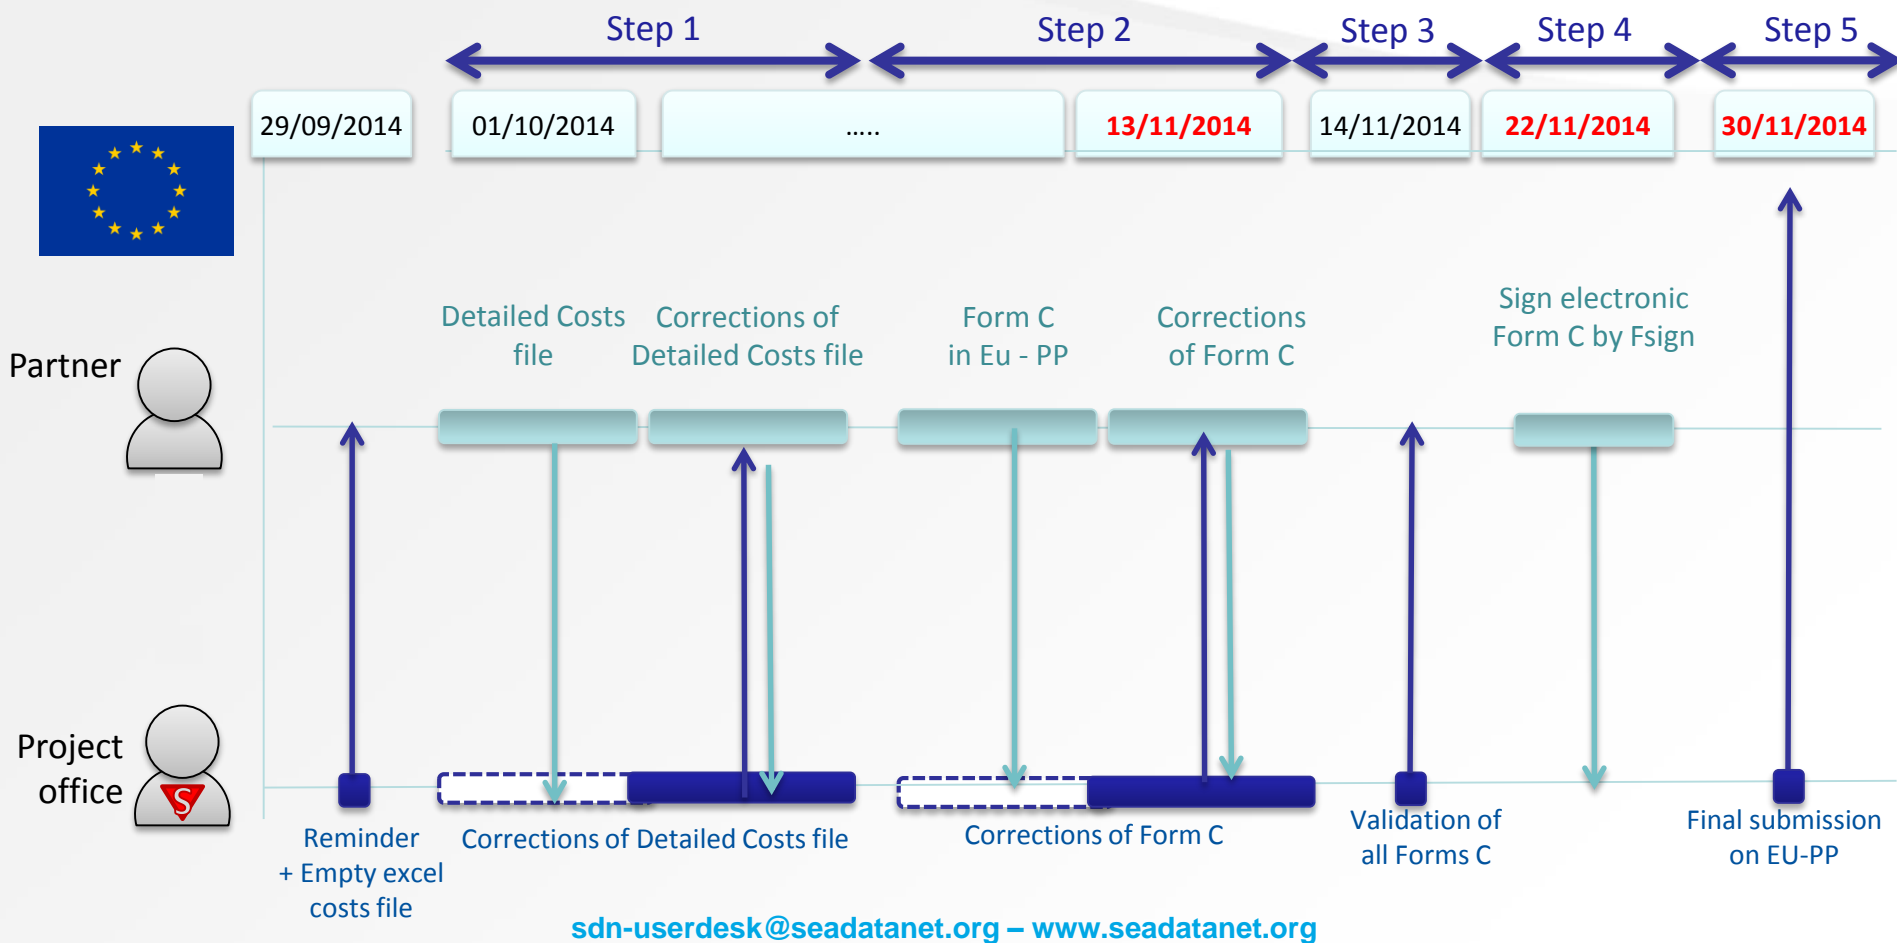 Step 1
Step 2
Step 3
Step 4
Step 5
29/09/2014
01/10/2014
.....
13/11/2014
14/11/2014
22/11/2014
30/11/2014
Detailed Costs
file
Corrections of
Detailed Costs file
Form C
in Eu - PP
Corrections
of Form C
Sign electronic
Form C by Fsign
Partner
Project
office
S
Reminder
+ Empty excel
costs file
Corrections of Detailed Costs file
Corrections of Form C
Validation of
all Forms C
Final submission
on EU-PP
sdn-userdesk@seadatanet.org – www.seadatanet.org